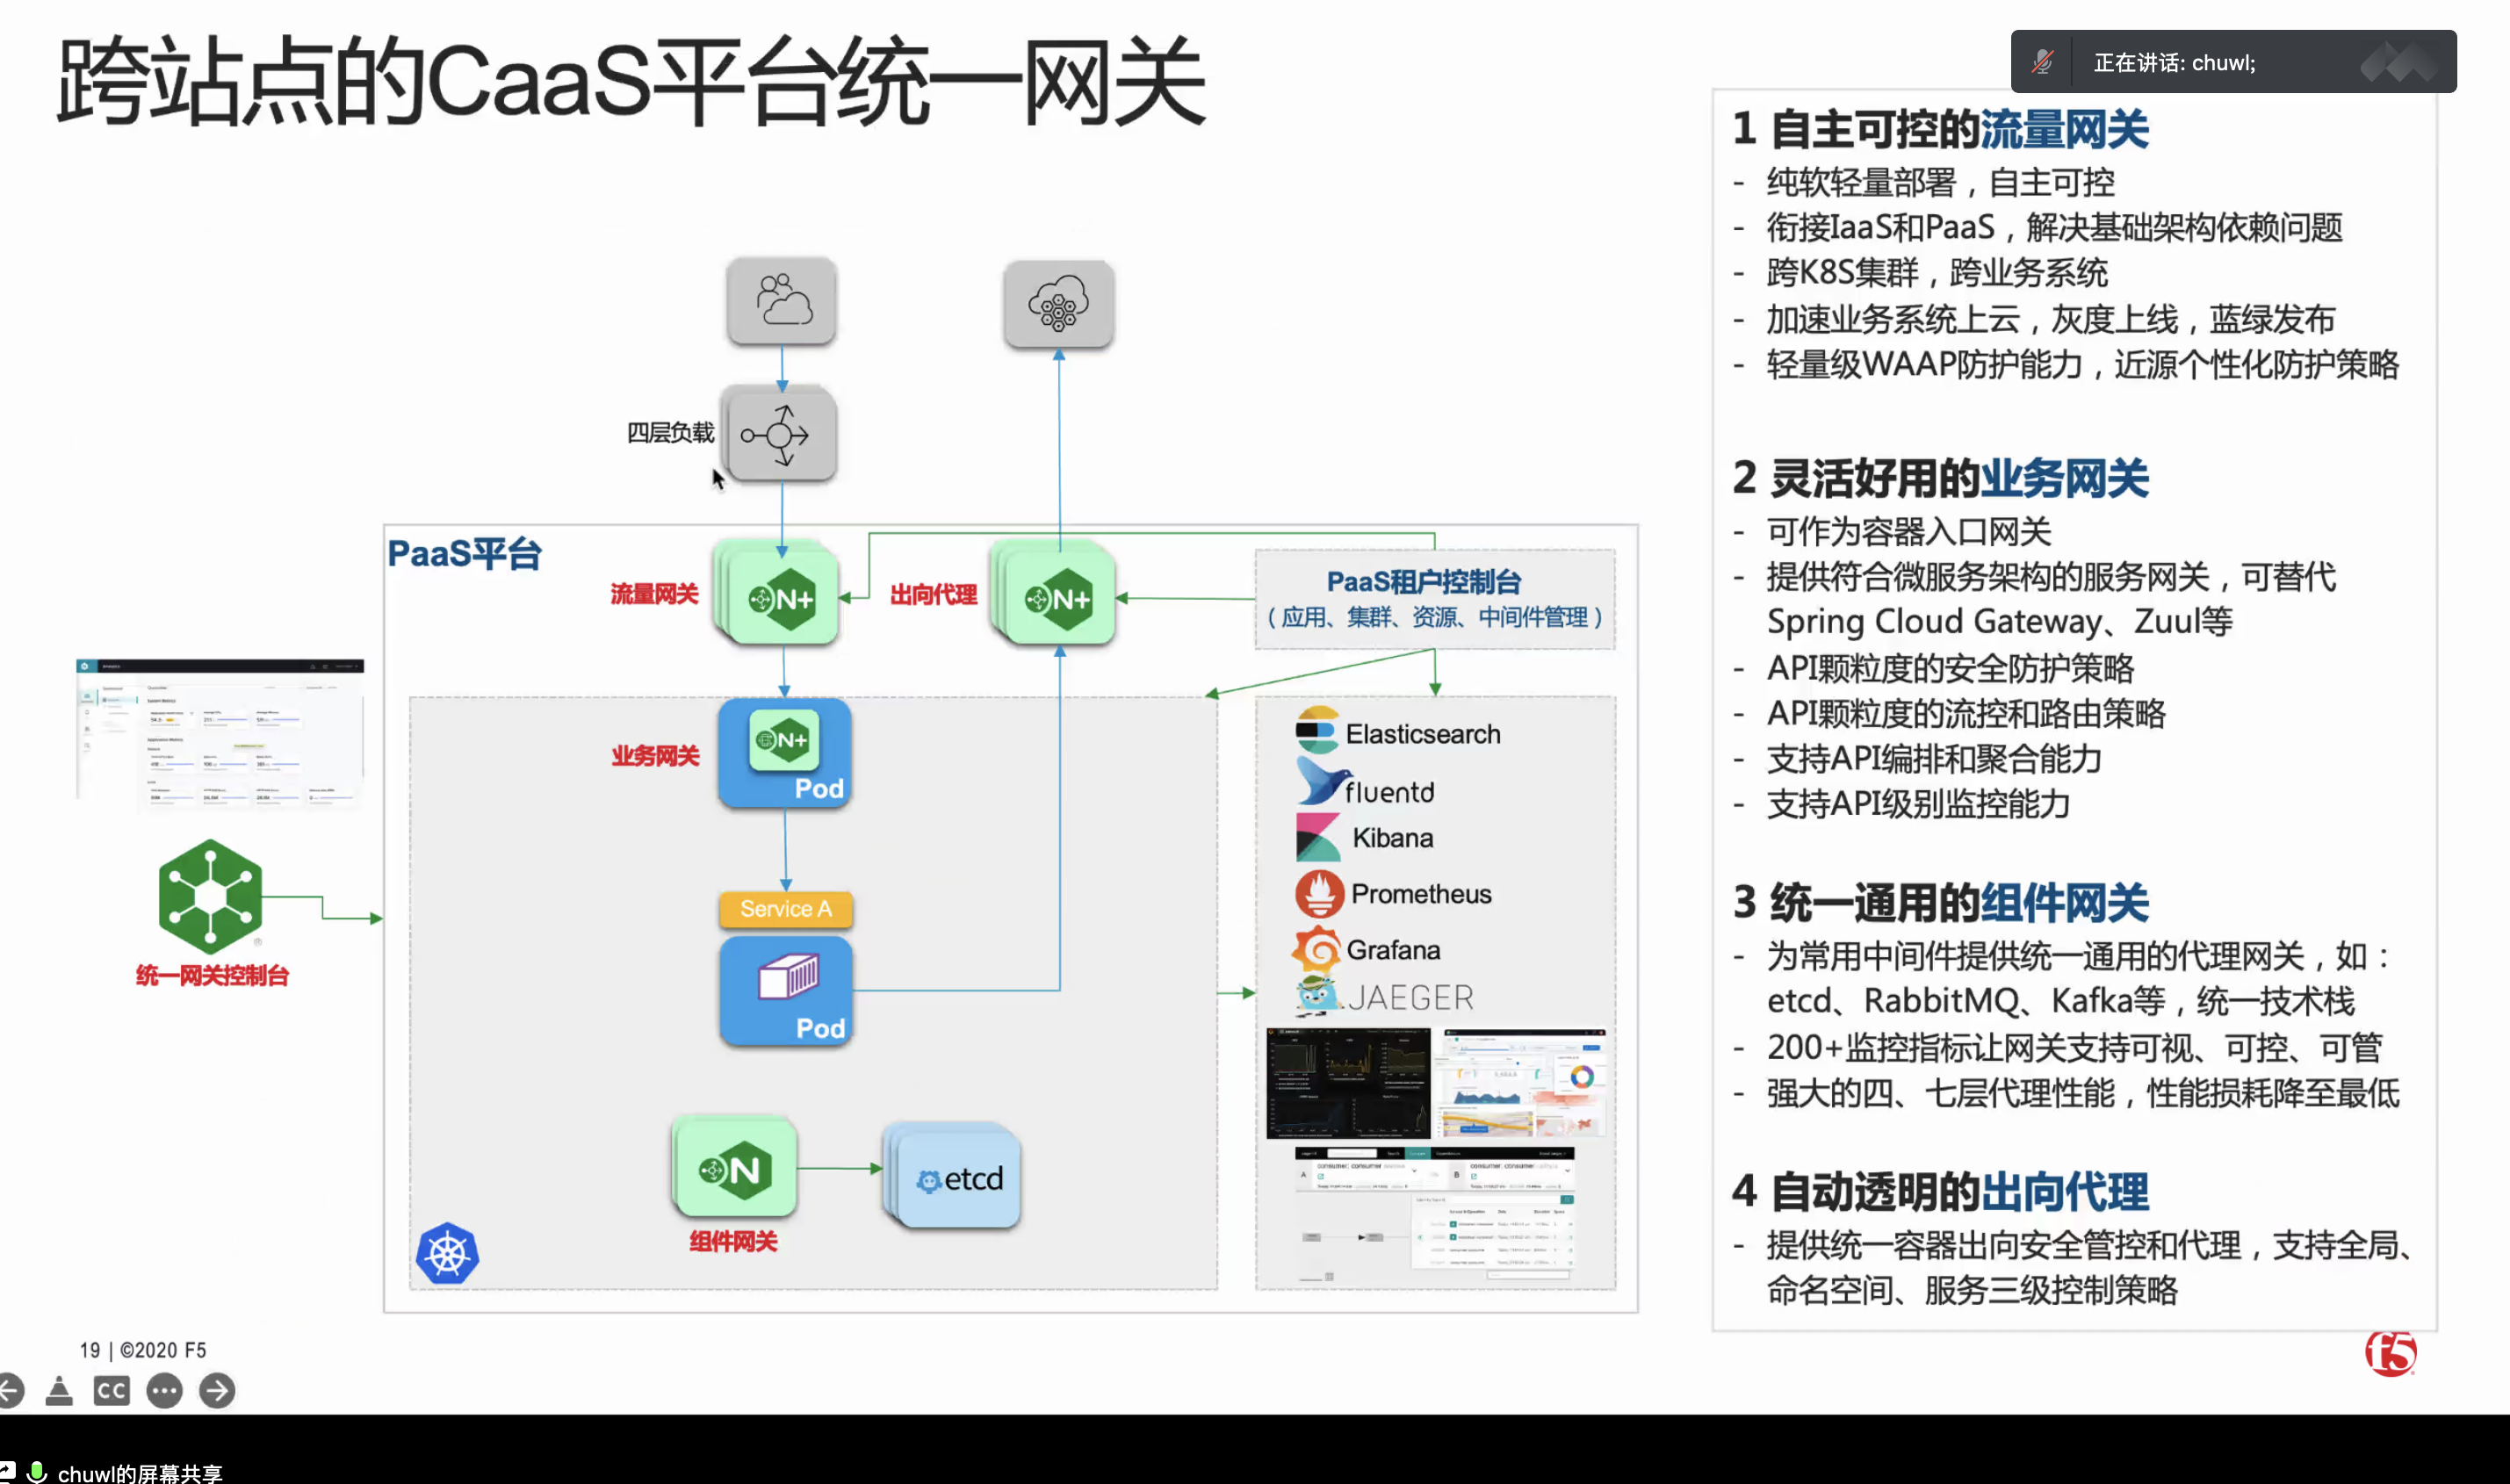 跨站点的CaaS平台统一网关
正在讲话: chuwl;
四层负载
PaaS平台
流量网关
N+
出向代理
N+
PaaS租户控制台
（应用、集群、资源、中间件管理）
业务网关
N+
Pod
Service A
Pod
统一网关控制台
N
etcd
组件网关
Elasticsearch
fluentd
Kibana
Prometheus
Grafana
JAEGER
1 自主可控的流量网关
- 纯软轻量部署，自主可控
- 衔接IaaS和PaaS，解决基础架构依赖问题
- 跨K8S集群，跨业务系统
- 加速业务系统上云，灰度上线，蓝绿发布
- 轻量级WAAP防护能力，近源个性化防护策略
2 灵活好用的业务网关
- 可作为容器入口网关
- 提供符合微服务架构的服务网关，可替代
Spring Cloud Gateway、Zuul等
- API颗粒度的安全防护策略
- API颗粒度的流控和路由策略
- 支持API编排和聚合能力
- 支持API级别监控能力
3 统一通用的组件网关
- 为常用中间件提供统一通用的代理网关，如：
etcd、RabbitMQ、Kafka等，统一技术栈
- 200+监控指标让网关支持可视、可控、可管
- 强大的四、七层代理性能，性能损耗降至最低
4 自动透明的出向代理
- 提供统一容器出向安全管控和代理，支持全局、
命名空间、服务三级控制策略
19 | ©2020 F5
f5
CC
chuwl的屏幕共享